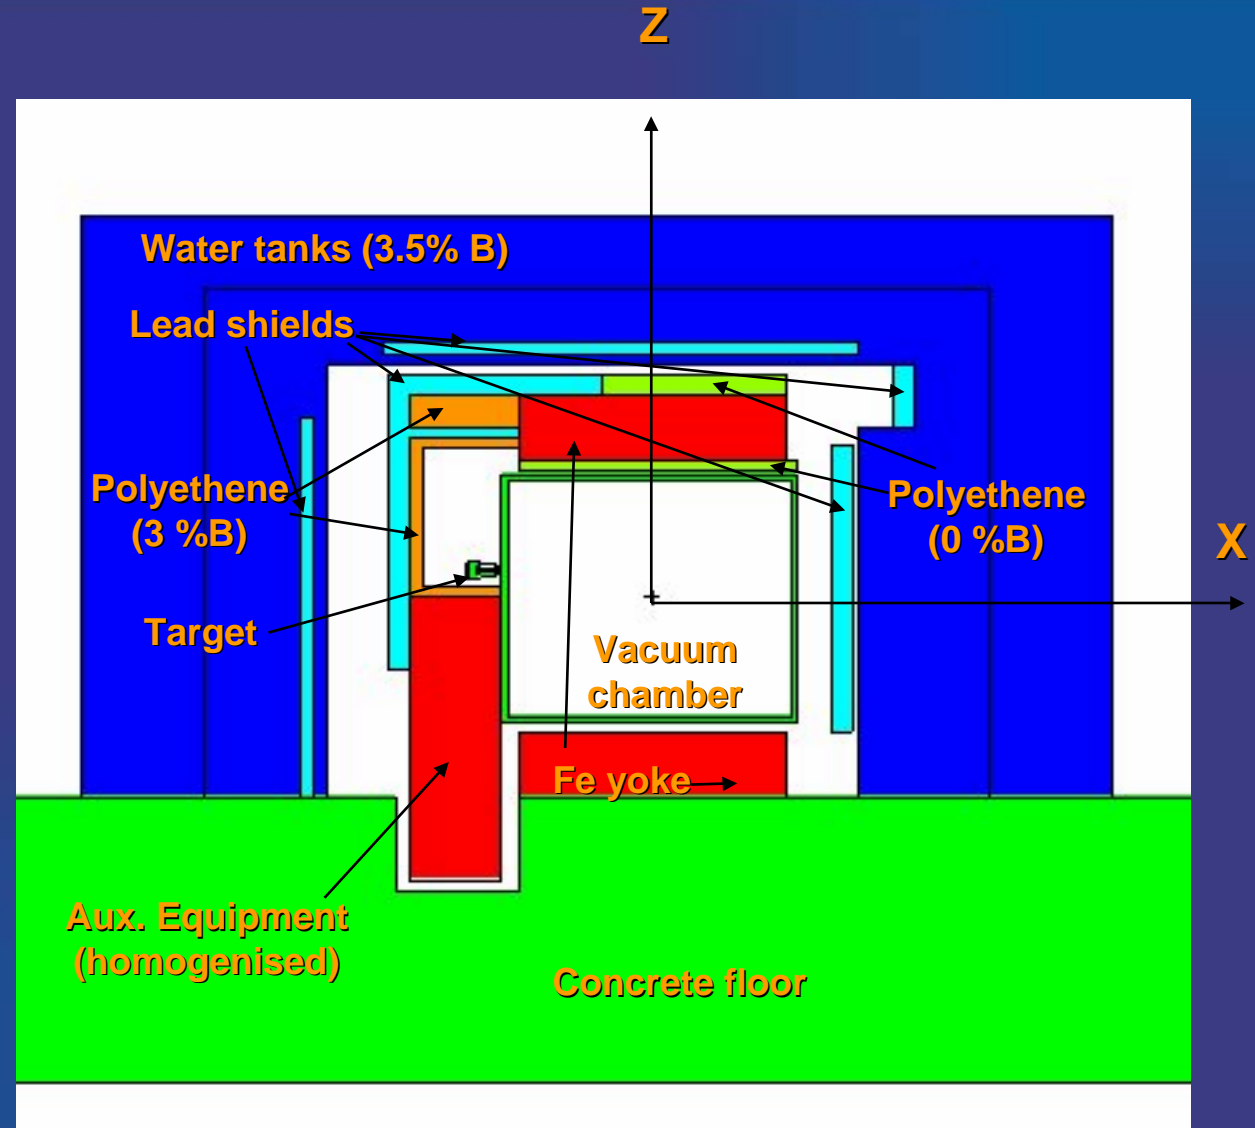 Z
Water tanks (3.5% B)
Lead shields
Polyethene
(3 %B)
Polyethene
(0 %B)
X
Target
Vacuum
chamber
Fe yoke
Aux. Equipment
(homogenised)
Concrete floor